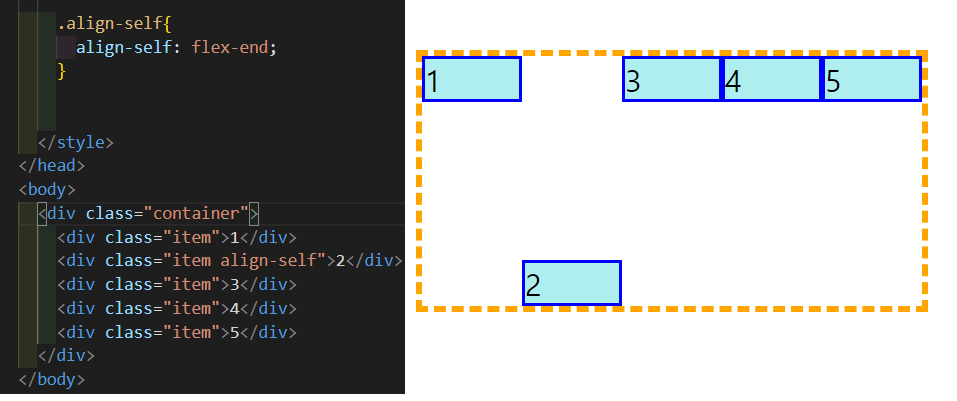 .align-self{
align-self: flex-end;
}
</style>
</head>
<body>
<div class="container">
<div class="item">1</div>
<div class="item align-self">2</div>
<div class="item">3</div>
<div class="item">4</div>
<div class="item">5</div>
</div>
</body>
1 3 4 5
2